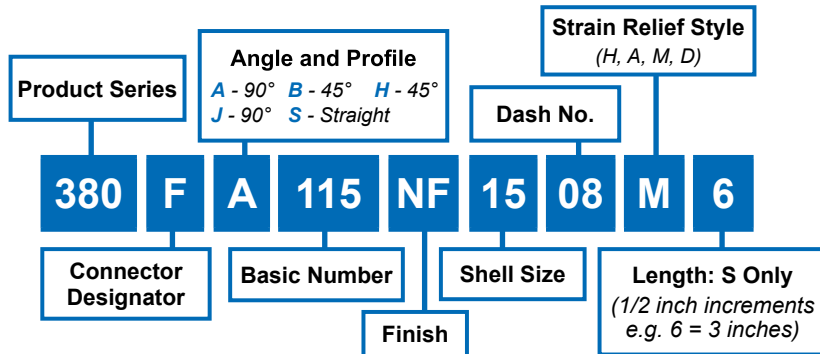 Strain Relief Style
(H, A, M, D)
Angle and Profile
A - 90° B - 45° H - 45°
J - 90° S - Straight
Product Series
Dash No.
380 F A 115 NF 15 08 M 6
Connector
Designator
Basic Number
Shell Size
Length: S Only
(1/2 inch increments
e.g. 6 = 3 inches)
Finish